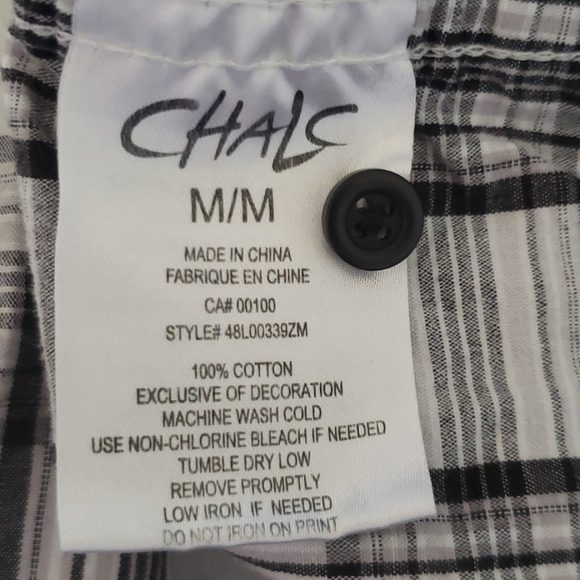 CHALC
M/M
MADE IN CHINA
FABRIQUE EN CHINE
CA# 00100
STYLE# 48L00339ZM
100% COTTON
EXCLUSIVE OF DECORATION
MACHINE WASH COLD
USE NON-CHLORINE BLEACH IF NEEDED
TUMBLE DRY LOW
REMOVE PROMPTLY
LOW IRON IF NEEDED
DO NOT IRON ON PRINT